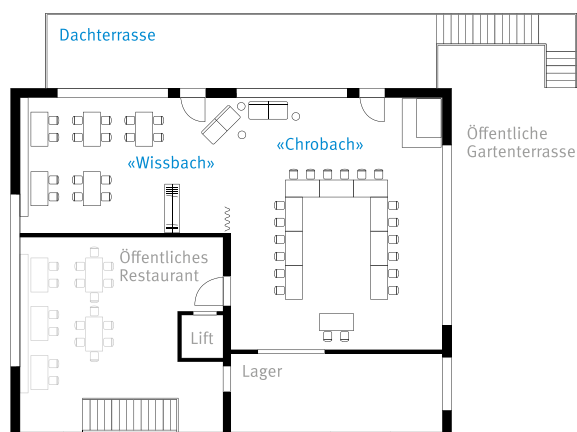 Dachterrasse
Öffentliche
Gartenterrasse
«Chrobach»
«Wissbach»
Öffentliches
Restaurant
Lift
Lager